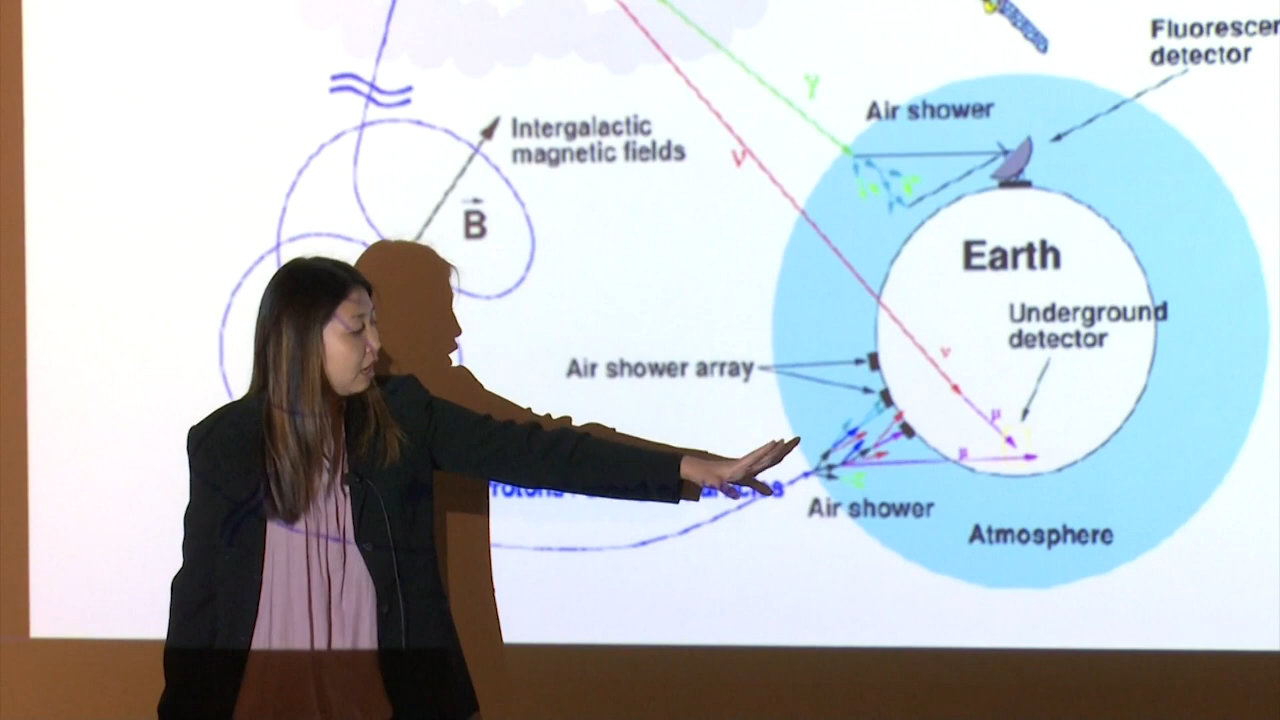 Fluorescen
detector
γ
Air shower
Intergalactic
magnetic fields
ν
B
Earth
Underground
detector
ν
Air shower array
μ
μ
Air shower
Atmosphere